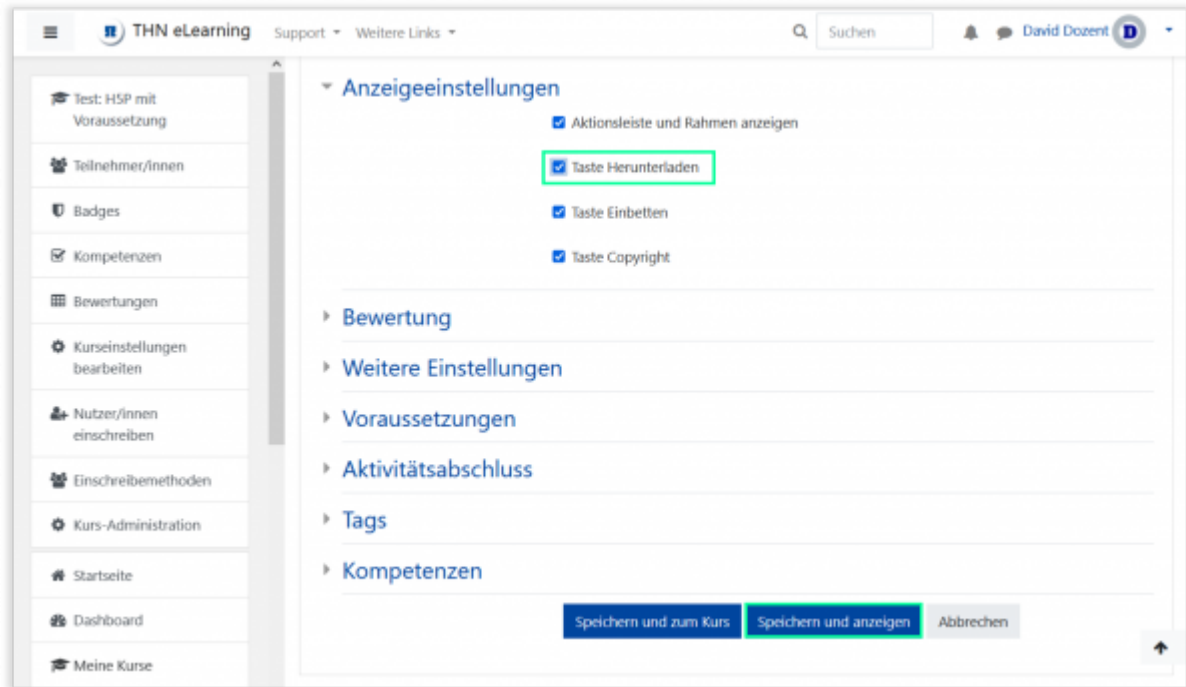 THN eLearning Support Weitere Links Suchen David Dozent D
Test: H5P mit
Voraussetzung
Teilnehmer/innen
Badges
Kompetenzen
Bewertungen
Kurseinstellungen
bearbeiten
Nutzer/innen
einschreiben
Einschreibemethoden
Kurs-Administration
Startseite
Dashboard
Meine Kurse
Anzeigeeinstellungen
Aktionsleiste und Rahmen anzeigen
Taste Herunterladen
Taste Einbetten
Taste Copyright
Bewertung
Weitere Einstellungen
Voraussetzungen
Aktivitätsabschluss
Tags
Kompetenzen
Speichern und zum Kurs Speichern und anzeigen Abbrechen